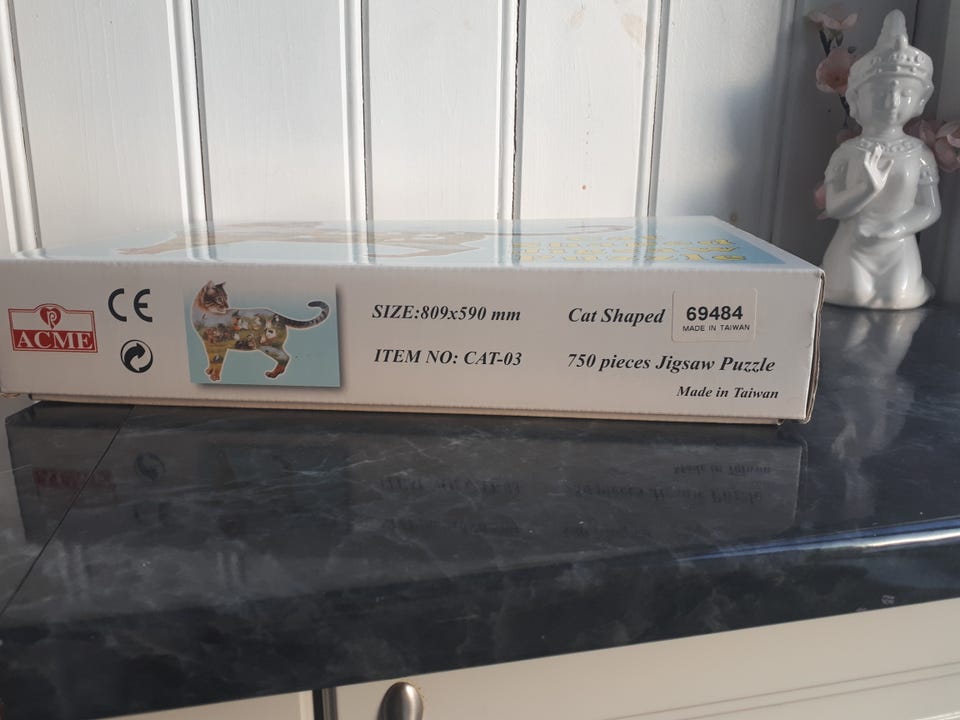 ACME
CE
SIZE:809x590 mm
ITEM NO: CAT-03
Cat Shaped
69484
MADE IN TAIWAN
750 pieces Jigsaw Puzzle
Made in Taiwan